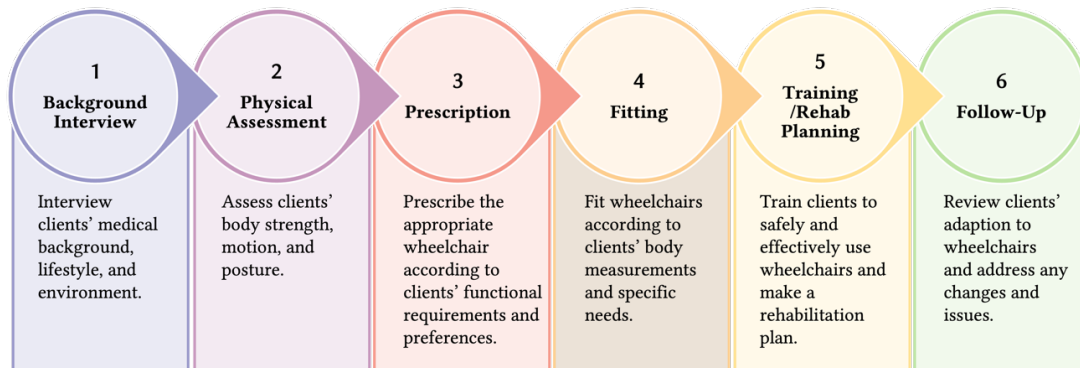 1
Background
Interview
Interview
clients' medical
background,
lifestyle, and
environment.
2
Physical
Assessment
Assess clients'
body strength,
motion, and
posture.
3
Prescription
Prescribe the
appropriate
wheelchair
according to
clients' functional
requirements and
preferences.
4
Fitting
Fit wheelchairs
according to
clients' body
measurements
and specific
needs.
5
Training
/Rehab
Planning
Train clients to
safely and
effectively use
wheelchairs and
make a
rehabilitation
plan.
6
Follow-Up
Review clients'
adaption to
wheelchairs
and address any
changes and
issues.